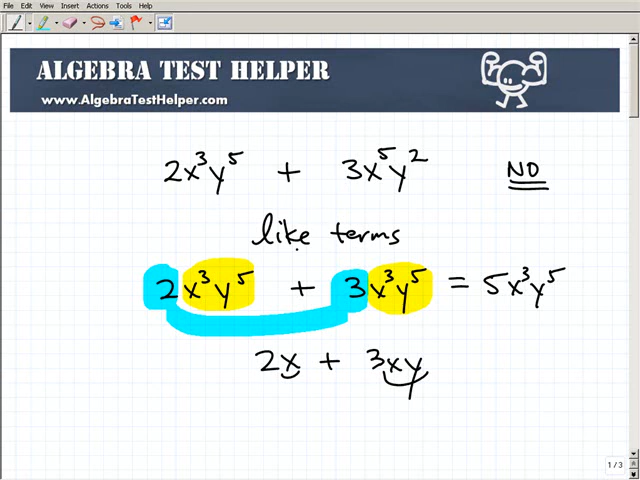 File Edit View Insert Actions Tools Help
ALGEBRA TEST HELPER
www.AlgebraTestHelper.com
2x³y⁵ + 3x⁵y² NO
like terms
2x³y⁵ + 3x³y⁵ = 5x³y⁵
2x + 3xy
1/3